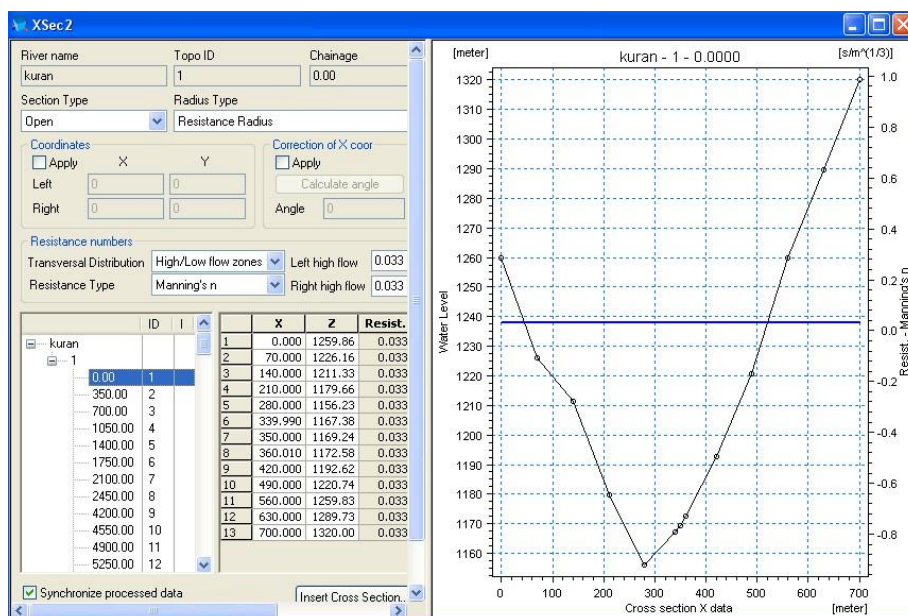 XSec2
River name Topo ID Chainage
kuran 1 0.00
Section Type Radius Type
Open Resistance Radius
Coordinates Correction of X coor
Apply X Y Apply
Left 0 0 Calculate angle
Right 0 0 Angle 0
Resistance numbers
Transversal Distribution High/Low flow zones Left high flow 0.033
Resistance Type Manning's n Right high flow 0.033
ID I
kuran
1
0.00 1
350.00 2
700.00 3
1050.00 4
1400.00 5
1750.00 6
2100.00 7
2450.00 8
4200.00 9
4550.00 10
4900.00 11
5250.00 12
X Z Resist.
1 0.000 1259.86 0.033
2 70.000 1226.16 0.033
3 140.000 1211.33 0.033
4 210.000 1179.66 0.033
5 280.000 1156.23 0.033
6 339.990 1167.38 0.033
7 350.000 1169.24 0.033
8 360.010 1172.58 0.033
9 420.000 1192.62 0.033
10 490.000 1220.74 0.033
11 560.000 1259.83 0.033
12 630.000 1289.73 0.033
13 700.000 1320.00 0.033
Synchronize processed data
Insert Cross Section..
[meter] kuran - 1 - 0.0000 [s/m^(1/3)]
1320
1310
1300
1290
1280
1270
1260
1250
1240
1230
1220
1210
1200
1190
1180
1170
1160
Water Level
1.0
0.8
0.6
0.4
0.2
0.0
-0.2
-0.4
-0.6
-0.8
Resist. - Manning's n
0 100 200 300 400 500 600 700
Cross section X data [meter]